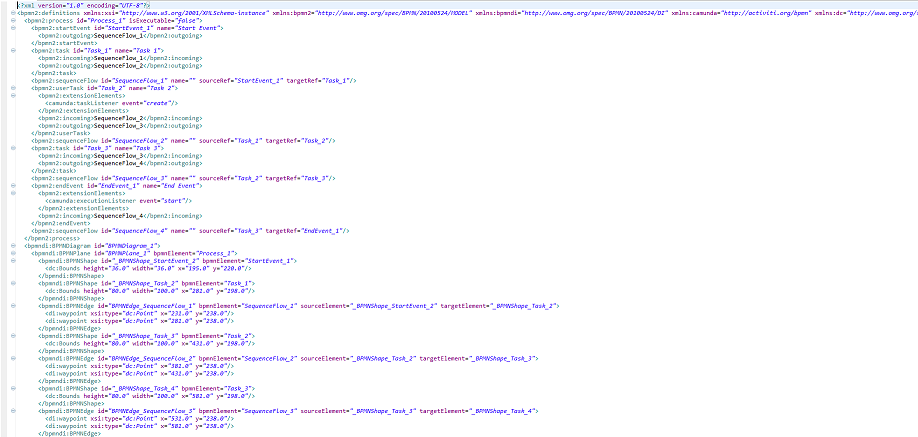 <?xml version="1.0" encoding="UTF-8"?>
<bpmn2:definitions xmlns:xsi="http://www.w3.org/2001/XMLSchema-instance" xmlns:bpmn2="http://www.omg.org/spec/BPMN/20100524/MODEL" xmlns:bpmndi="http://www.omg.org/spec/BPMN/20100524/DI" xmlns:camunda="http://activiti.org/bpmn" xmlns:dc="http://www.omg.org/spec
<bpmn2:process id="Process_1" isExecutable="false">
<bpmn2:startEvent id="StartEvent_1" name="Start Event">
<bpmn2:outgoing>SequenceFlow_1</bpmn2:outgoing>
</bpmn2:startEvent>
<bpmn2:task id="Task_1" name="Task 1">
<bpmn2:incoming>SequenceFlow_1</bpmn2:incoming>
<bpmn2:outgoing>SequenceFlow_2</bpmn2:outgoing>
</bpmn2:task>
<bpmn2:sequenceFlow id="SequenceFlow_1" name="" sourceRef="StartEvent_1" targetRef="Task_1"/>
<bpmn2:userTask id="Task_2" name="Task 2">
<bpmn2:extensionElements>
<camunda:taskListener event="create"/>
</bpmn2:extensionElements>
<bpmn2:incoming>SequenceFlow_2</bpmn2:incoming>
<bpmn2:outgoing>SequenceFlow_3</bpmn2:outgoing>
</bpmn2:userTask>
<bpmn2:sequenceFlow id="SequenceFlow_2" name="" sourceRef="Task_1" targetRef="Task_2"/>
<bpmn2:task id="Task_3" name="Task 3">
<bpmn2:incoming>SequenceFlow_3</bpmn2:incoming>
<bpmn2:outgoing>SequenceFlow_4</bpmn2:outgoing>
</bpmn2:task>
<bpmn2:sequenceFlow id="SequenceFlow_3" name="" sourceRef="Task_2" targetRef="Task_3"/>
<bpmn2:endEvent id="EndEvent_1" name="End Event">
<bpmn2:extensionElements>
<camunda:executionListener event="start"/>
</bpmn2:extensionElements>
<bpmn2:incoming>SequenceFlow_4</bpmn2:incoming>
</bpmn2:endEvent>
<bpmn2:sequenceFlow id="SequenceFlow_4" name="" sourceRef="Task_3" targetRef="EndEvent_1"/>
</bpmn2:process>
<bpmndi:BPMNDiagram id="BPMNDiagram_1">
<bpmndi:BPMNPlane id="BPMNPlane_1" bpmnElement="Process_1">
<bpmndi:BPMNShape id="_BPMNShape_StartEvent_2" bpmnElement="StartEvent_1">
<dc:Bounds height="36.0" width="36.0" x="195.0" y="220.0"/>
</bpmndi:BPMNShape>
<bpmndi:BPMNShape id="_BPMNShape_Task_2" bpmnElement="Task_1">
<dc:Bounds height="80.0" width="100.0" x="281.0" y="198.0"/>
</bpmndi:BPMNShape>
<bpmndi:BPMNEdge id="BPMNEdge_SequenceFlow_1" bpmnElement="SequenceFlow_1" sourceElement="_BPMNShape_StartEvent_2" targetElement="_BPMNShape_Task_2">
<di:waypoint xsi:type="dc:Point" x="231.0" y="238.0"/>
<di:waypoint xsi:type="dc:Point" x="281.0" y="238.0"/>
</bpmndi:BPMNEdge>
<bpmndi:BPMNShape id="_BPMNShape_Task_3" bpmnElement="Task_2">
<dc:Bounds height="80.0" width="100.0" x="431.0" y="198.0"/>
</bpmndi:BPMNShape>
<bpmndi:BPMNEdge id="BPMNEdge_SequenceFlow_2" bpmnElement="SequenceFlow_2" sourceElement="_BPMNShape_Task_2" targetElement="_BPMNShape_Task_3">
<di:waypoint xsi:type="dc:Point" x="381.0" y="238.0"/>
<di:waypoint xsi:type="dc:Point" x="431.0" y="238.0"/>
</bpmndi:BPMNEdge>
<bpmndi:BPMNShape id="_BPMNShape_Task_4" bpmnElement="Task_3">
<dc:Bounds height="80.0" width="100.0" x="581.0" y="198.0"/>
</bpmndi:BPMNShape>
<bpmndi:BPMNEdge id="BPMNEdge_SequenceFlow_3" bpmnElement="SequenceFlow_3" sourceElement="_BPMNShape_Task_3" targetElement="_BPMNShape_Task_4">
<di:waypoint xsi:type="dc:Point" x="531.0" y="238.0"/>
<di:waypoint xsi:type="dc:Point" x="581.0" y="238.0"/>
</bpmndi:BPMNEdge>